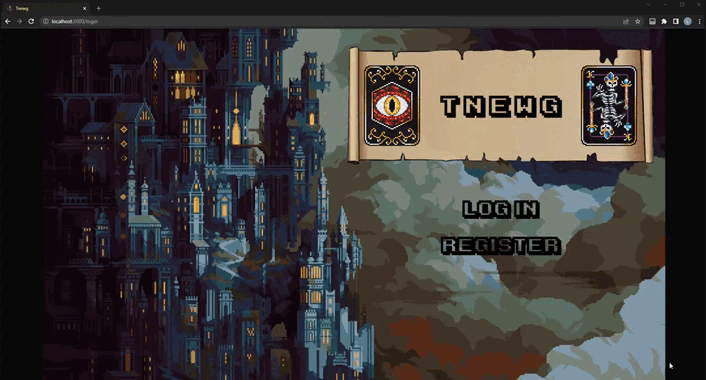 Tnewg
localhost:3000/login
TNEWG
LOG IN
REGISTER